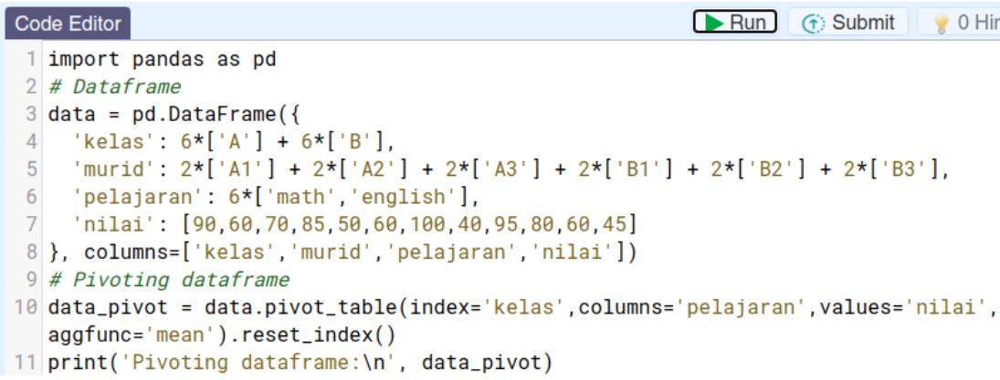 Code Editor
Run
Submit
0 Hin
1 import pandas as pd
2 # Dataframe
3 data = pd.DataFrame({
4   'kelas': 6*['A'] + 6*['B'],
5   'murid': 2*['A1'] + 2*['A2'] + 2*['A3'] + 2*['B1'] + 2*['B2'] + 2*['B3'],
6   'pelajaran': 6*['math','english'],
7   'nilai': [90,60,70,85,50,60,100,40,95,80,60,45]
8 }, columns=['kelas','murid','pelajaran','nilai'])
9 # Pivoting dataframe
10 data_pivot = data.pivot_table(index='kelas',columns='pelajaran',values='nilai',
aggfunc='mean').reset_index()
11 print('Pivoting dataframe:\n', data_pivot)